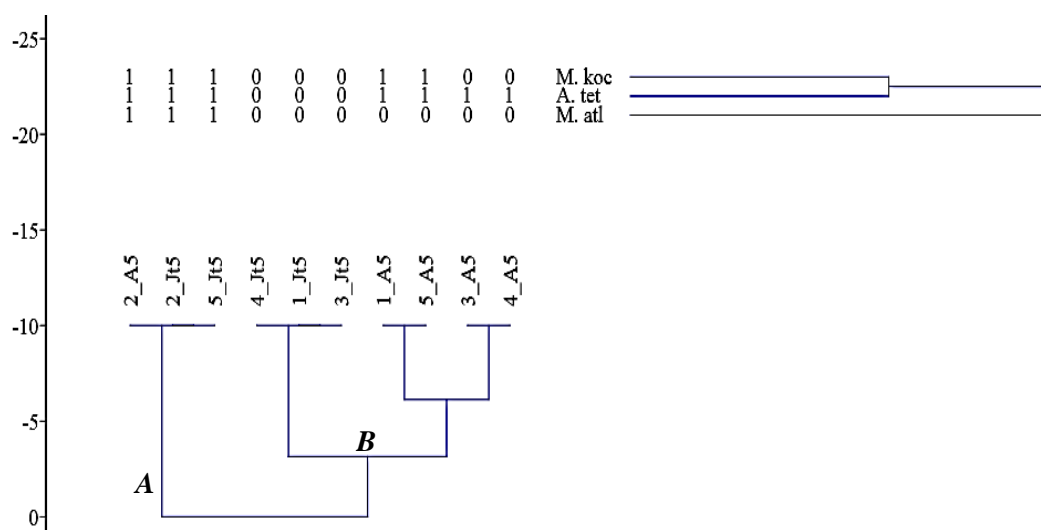 -25
1 1 1 0 0 0 1 1 0 0 M. koc
1 1 1 0 0 0 1 1 1 1 A. tet
1 1 1 0 0 0 0 0 0 0 M. atl
-20
-15
2_A5 2_Jt5 5_Jt5 4_Jt5 1_Jt5 3_Jt5 1_A5 5_A5 3_A5 4_A5
-10
-5
B
A
0